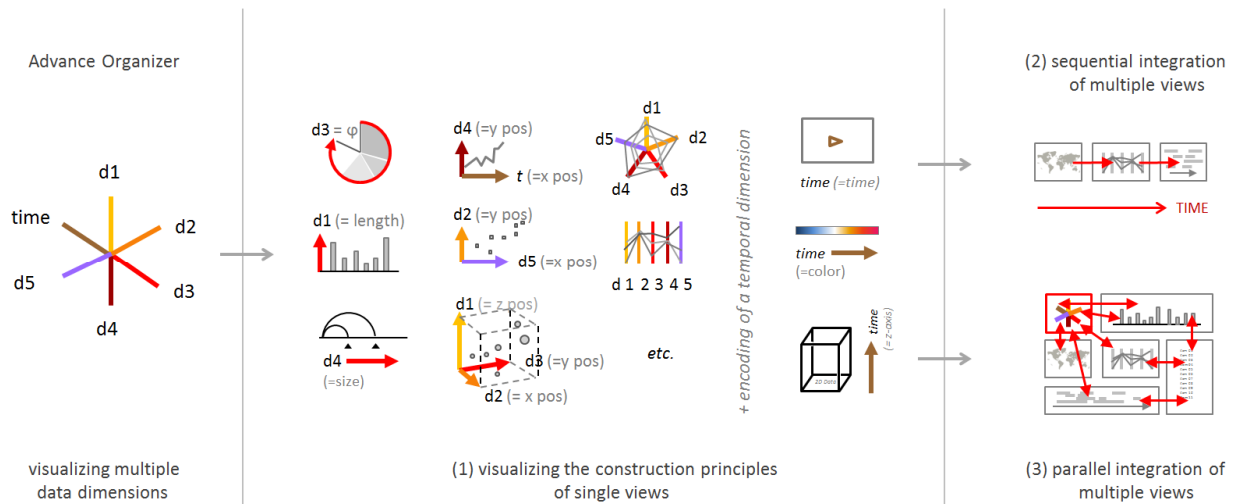 Advance Organizer
d1
time
d2
d5
d3
d4
visualizing multiple
data dimensions
d3 = φ
d4 (=y pos)
t (=x pos)
d1
d5
d2
d4
d3
d1 (= length)
d2 (=y pos)
d5 (=x pos)
d 1 2 3 4 5
d4
(=size)
d1 (= z pos)
d3 (=y pos)
d2 (= x pos)
etc.
+ encoding of a temporal dimension
time (=time)
time
(=color)
2D Data
time
(= z-axis)
(1) visualizing the construction principles
of single views
(2) sequential integration
of multiple views
TIME
(3) parallel integration of
multiple views